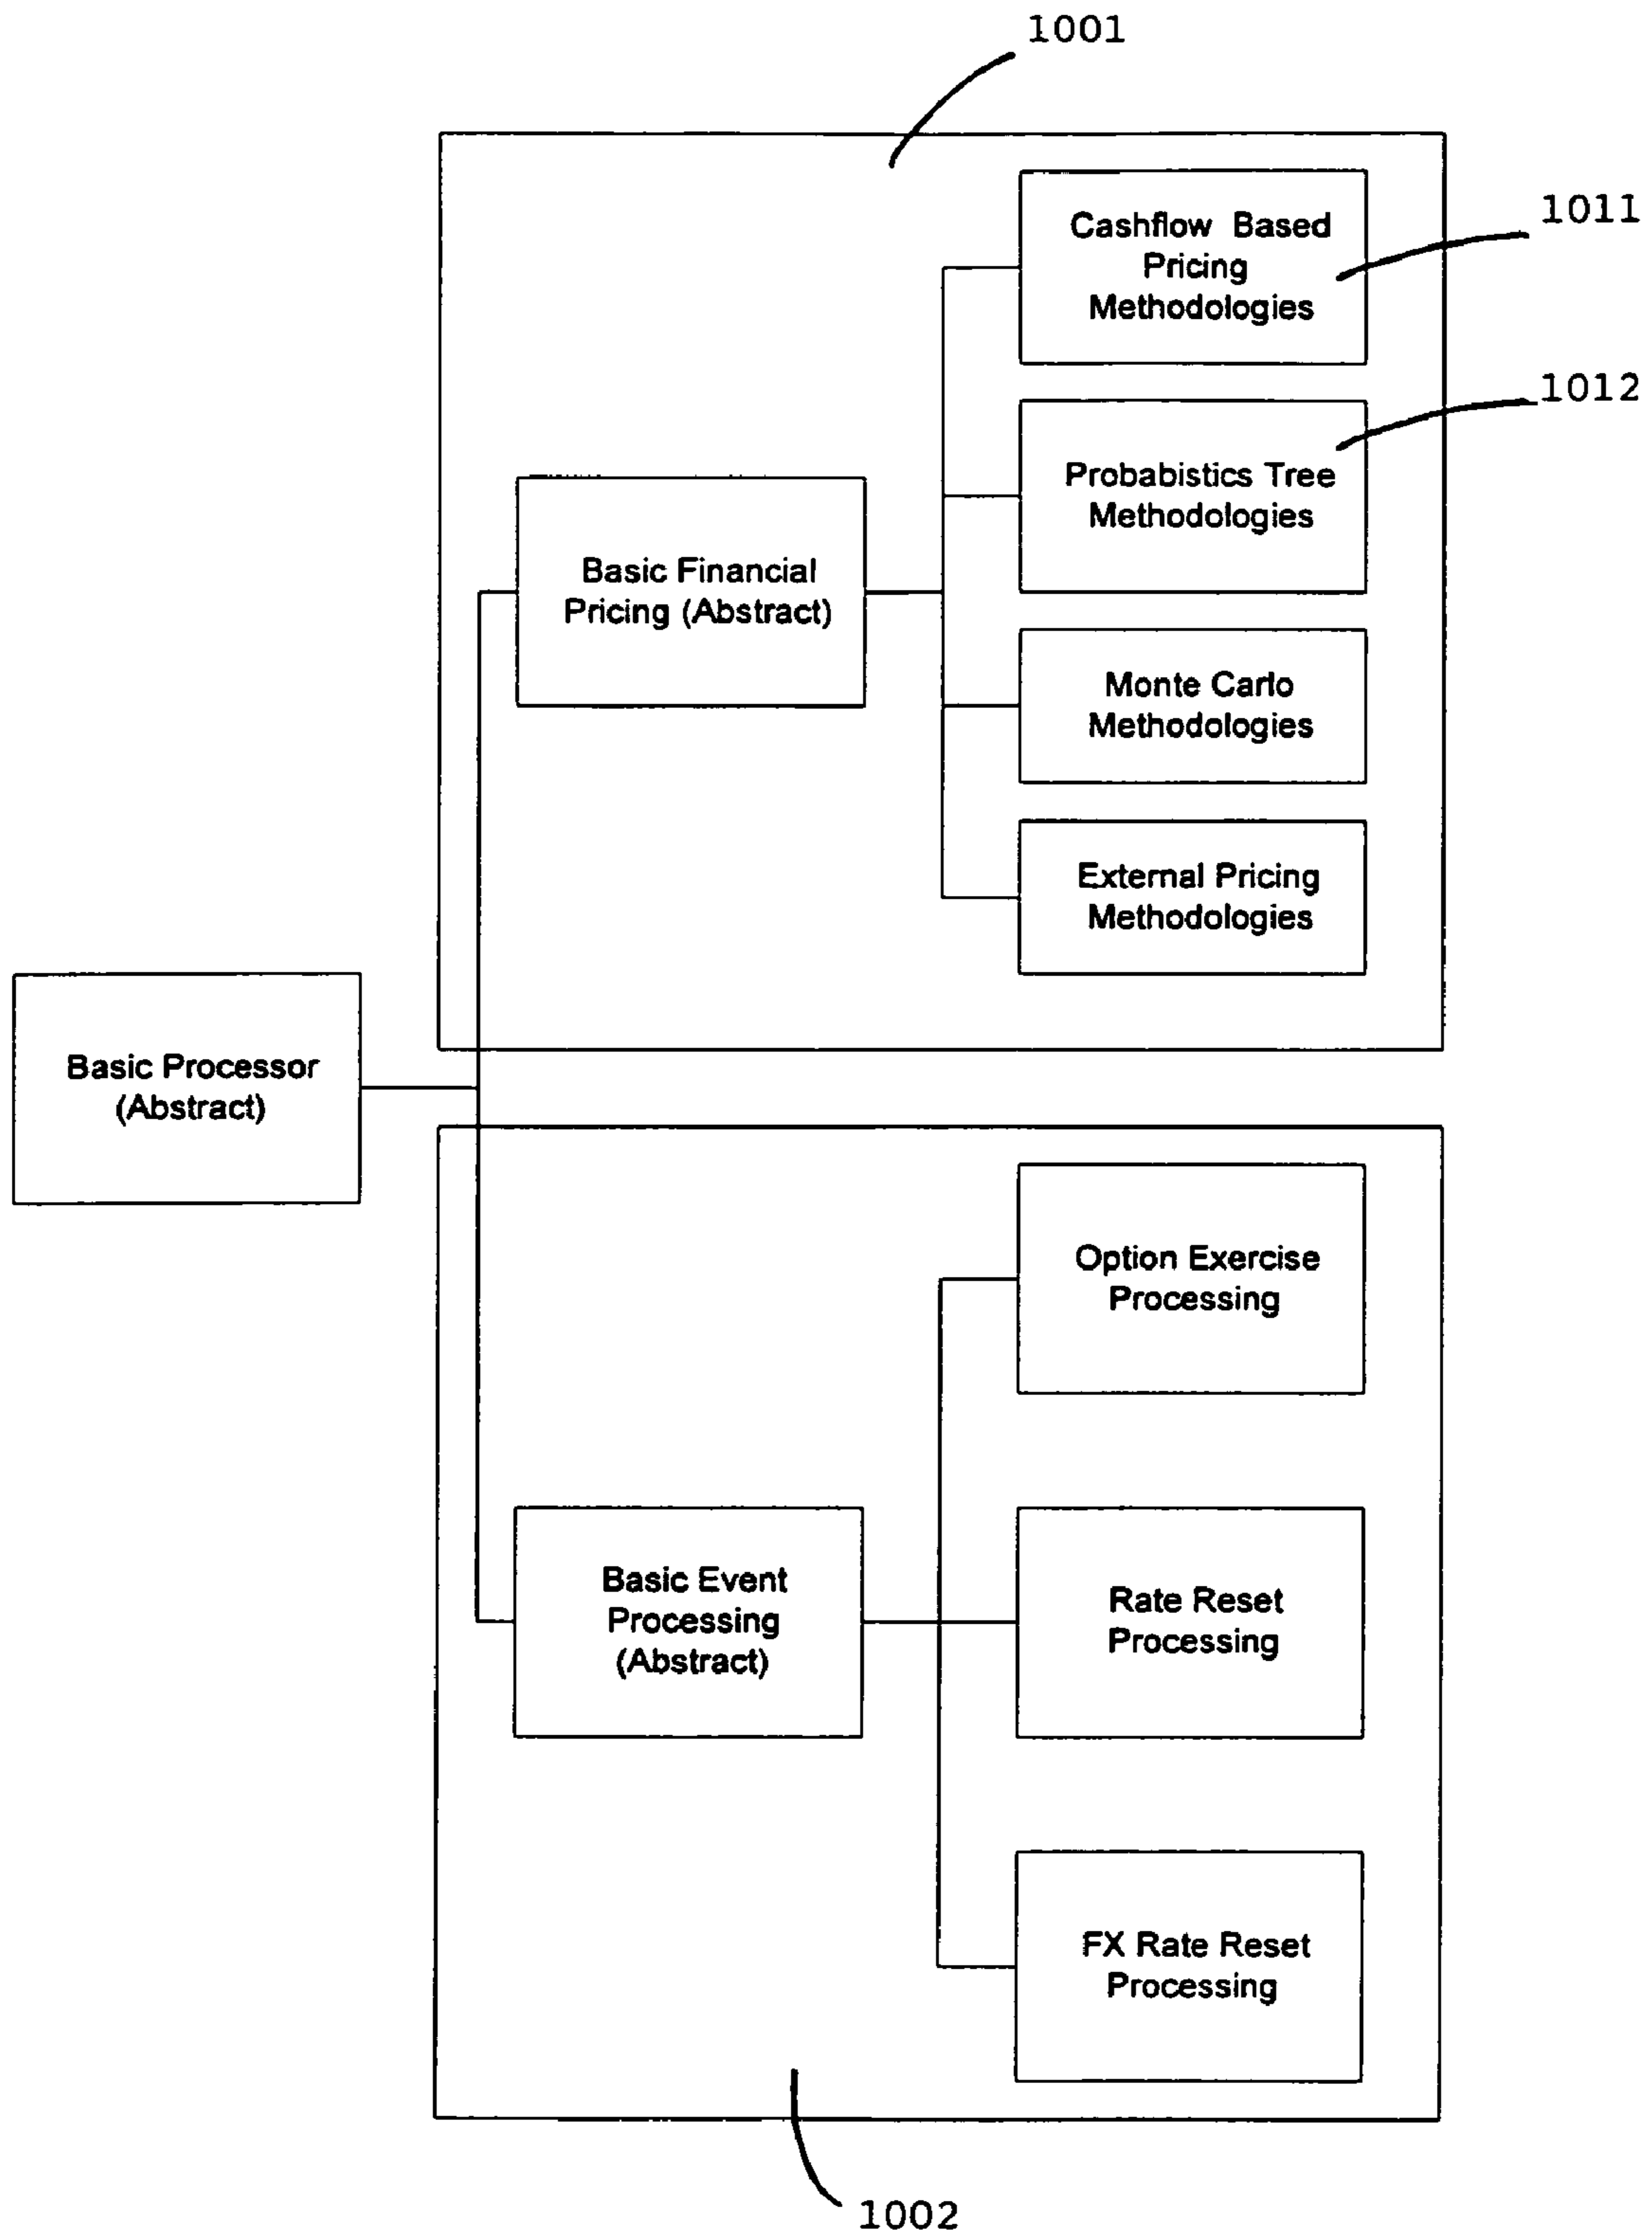 1001
Cashflow Based
Pricing
Methodologies
1011
Probabistics Tree
Methodologies
1012
Basic Financial
Pricing (Abstract)
Monte Carlo
Methodologies
External Pricing
Methodologies
Basic Processor
(Abstract)
Option Exercise
Processing
Basic Event
Processing
(Abstract)
Rate Reset
Processing
FX Rate Reset
Processing
1002